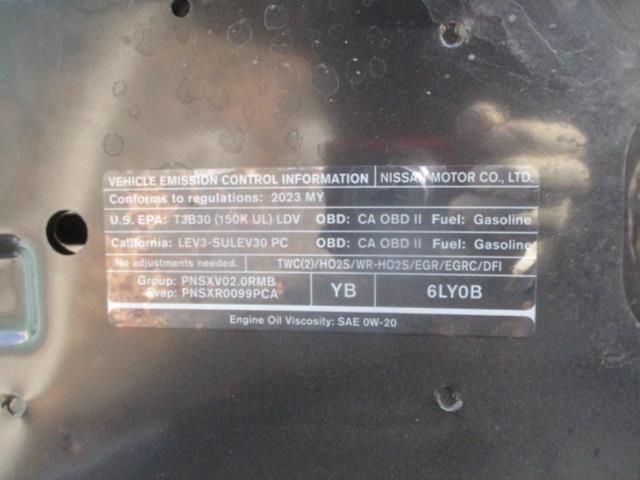 VEHICLE EMISSION CONTROL INFORMATION NISSAN MOTOR CO., LTD.
Conforms to regulations: 2023 MY
U.S. EPA: T3B30 (150K UL) LDV OBD: CA OBD II Fuel: Gasoline
California: LEV3-SULEV30 PC OBD: CA OBD II Fuel: Gasoline
No adjustments needed. TWC(2)/HO2S/WR-HO2S/EGR/EGRC/DFI
Group: PNSXV02.0RMB
Evap: PNSXR0099PCA YB 6LY0B
Engine Oil Viscosity: SAE 0W-20